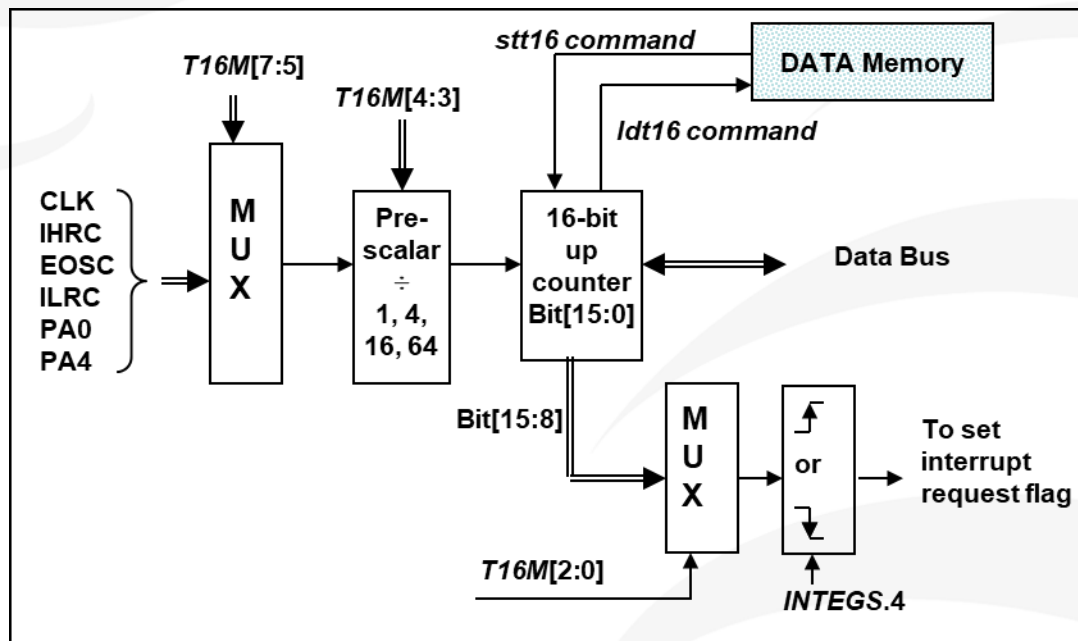 stt16 command
DATA Memory
T16M[7:5]
T16M[4:3]
ldt16 command
CLK
IHRC
EOSC
ILRC
PA0
PA4
M
U
X
Pre-
scalar
÷
1, 4,
16, 64
16-bit
up
counter
Bit[15:0]
Data Bus
Bit[15:8]
M
U
X
or
To set
interrupt
request flag
T16M[2:0]
INTEGS.4